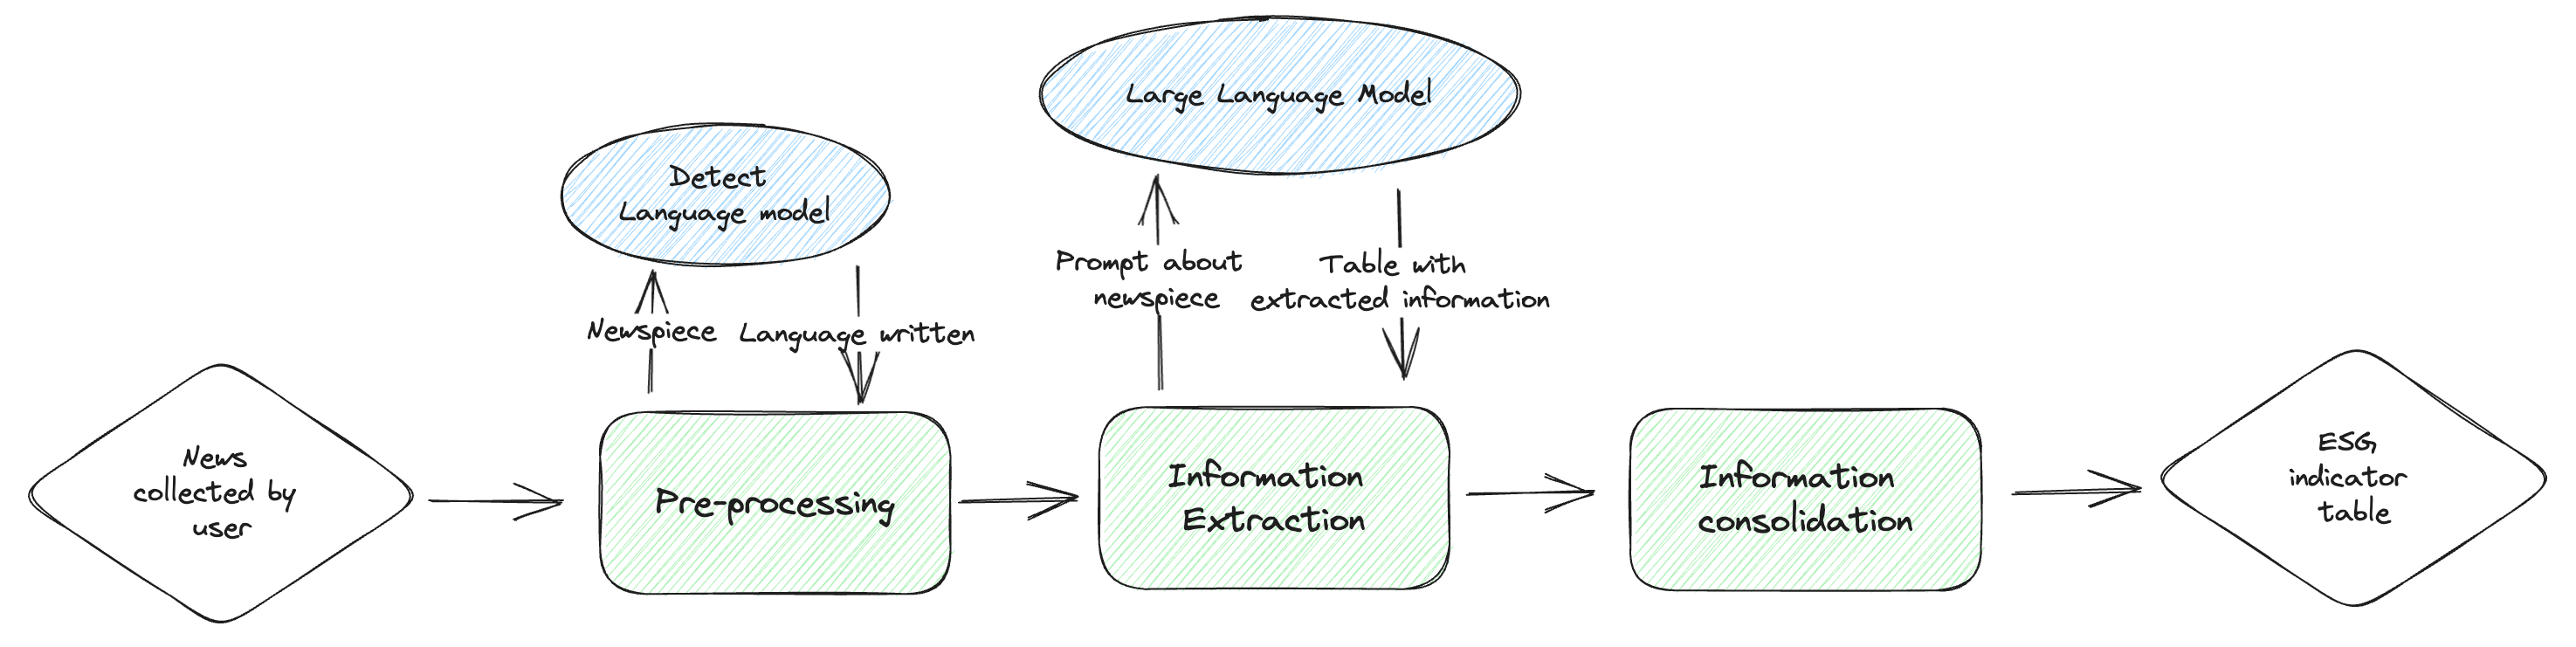 Large Language Model
Detect
Language model
Prompt about
newspiece
Table with
extracted information
Newspiece
Language written
News
collected by
user
Pre-processing
Information
Extraction
Information
consolidation
ESG
indicator
table